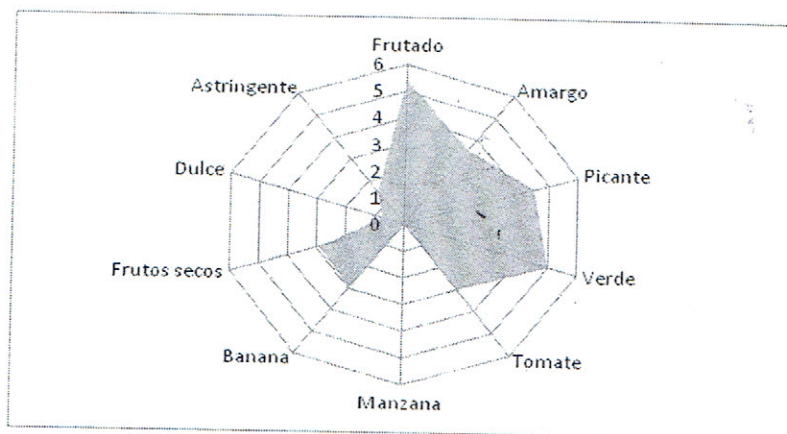 Frutado
6
Astringente
5
Amargo
4
3
Dulce
2
Picante
1
0
Frutos secos
Verde
Banana
Tomate
Manzana